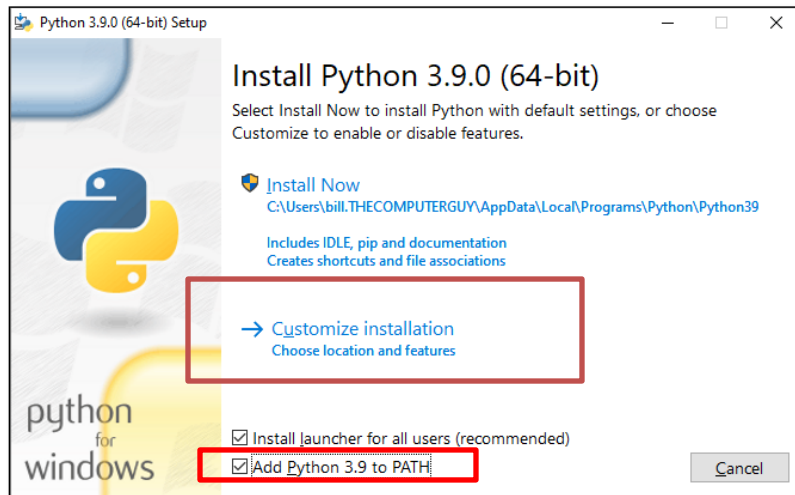 Python 3.9.0 (64-bit) Setup
Install Python 3.9.0 (64-bit)
Select Install Now to install Python with default settings, or choose
Customize to enable or disable features.
Install Now
C:\Users\bill.THECOMPUTERGUY\AppData\Local\Programs\Python\Python39
Includes IDLE, pip and documentation
Creates shortcuts and file associations
Customize installation
Choose location and features
python
for
windows
Install launcher for all users (recommended)
Add Python 3.9 to PATH
Cancel